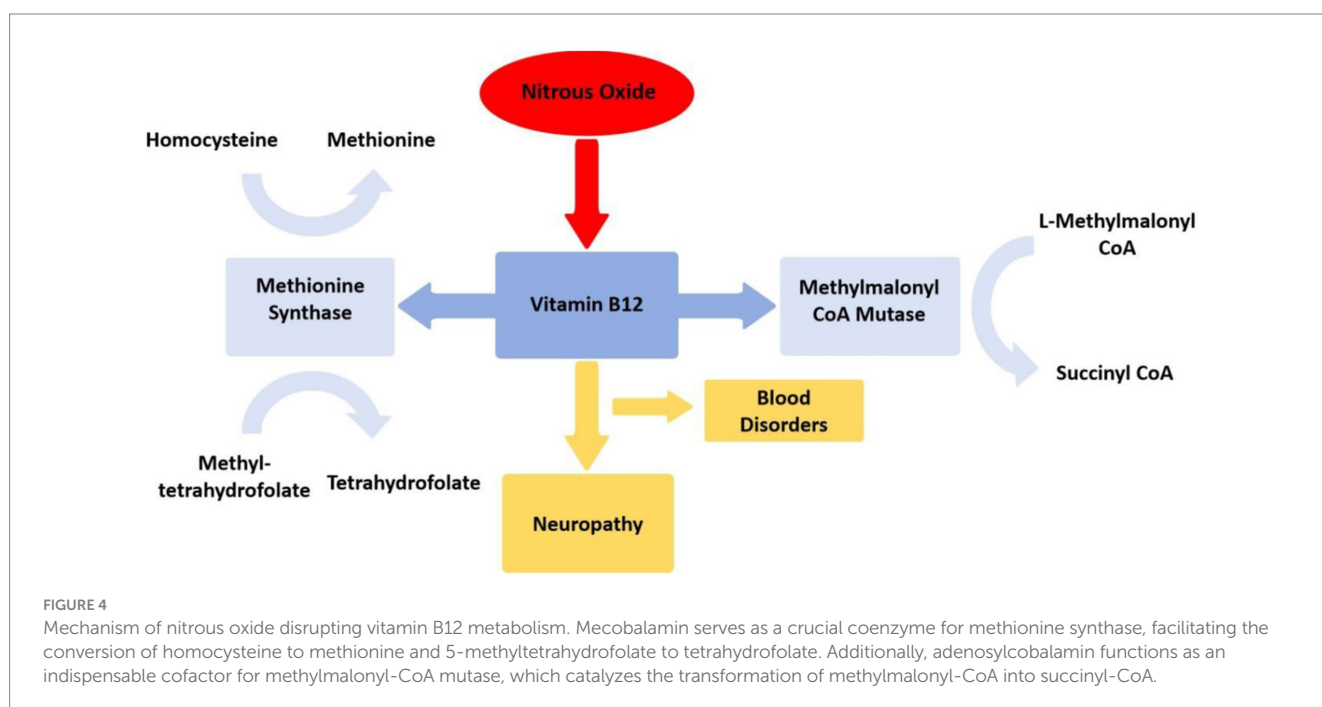 Nitrous Oxide
Homocysteine
Methionine
L-Methylmalonyl
CoA
Methionine
Synthase
Vitamin B12
Methylmalonyl
CoA Mutase
Succinyl CoA
Blood
Disorders
Methyl-
tetrahydrofolate
Tetrahydrofolate
Neuropathy
FIGURE 4
Mechanism of nitrous oxide disrupting vitamin B12 metabolism. Mecobalamin serves as a crucial coenzyme for methionine synthase, facilitating the
conversion of homocysteine to methionine and 5-methyltetrahydrofolate to tetrahydrofolate. Additionally, adenosylcobalamin functions as an
indispensable cofactor for methylmalonyl-CoA mutase, which catalyzes the transformation of methylmalonyl-CoA into succinyl-CoA.